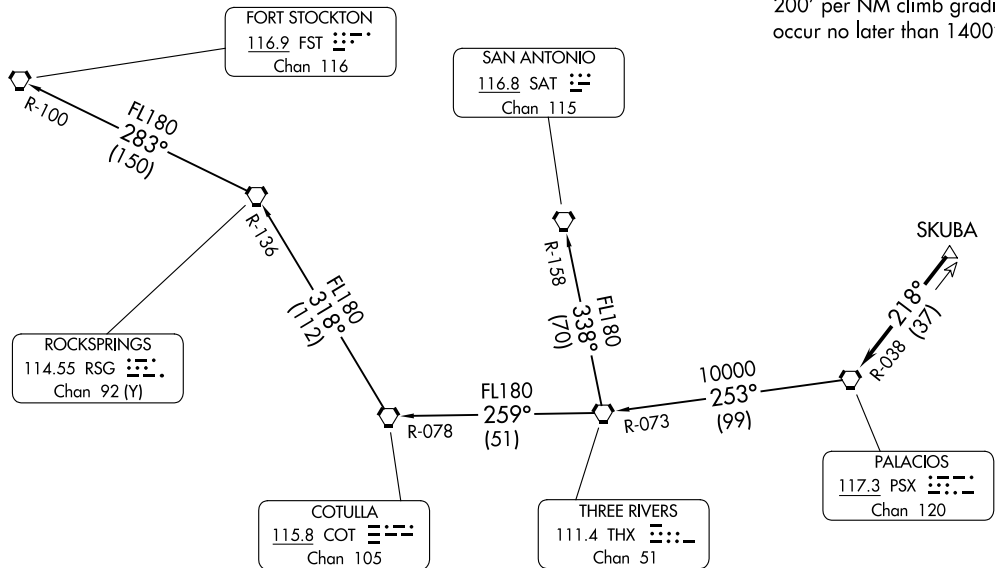 200' per NM climb gradi
occur no later than 1400'
FORT STOCKTON
116.9 FST
Chan 116
SAN ANTONIO
116.8 SAT
Chan 115
R-100
FL180
283°
(150)
R-136
R-158
SKUBA
FL180
318°
(112)
FL180
338°
(70)
218°
(37)
R-038
ROCKSPRINGS
114.55 RSG
Chan 92 (Y)
10000
253°
(99)
FL180
259°
(51)
R-078
R-073
PALACIOS
117.3 PSX
Chan 120
COTULLA
115.8 COT
Chan 105
THREE RIVERS
111.4 THX
Chan 51